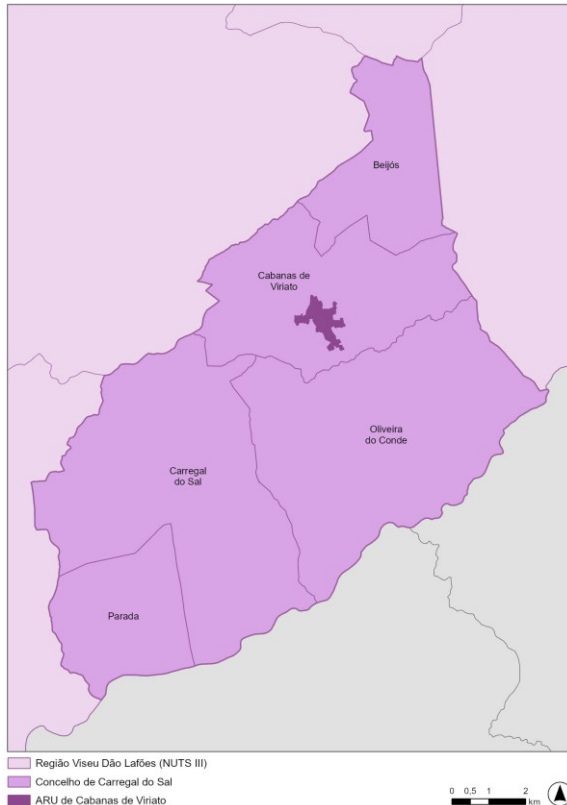 Beijós
Cabanas de
Viriato
Oliveira
do Conde
Carregal
do Sal
Parada
Região Viseu Dão Lafões (NUTS III)
Concelho de Carregal do Sal
ARU de Cabanas de Viriato
0 0,5 1 2
km